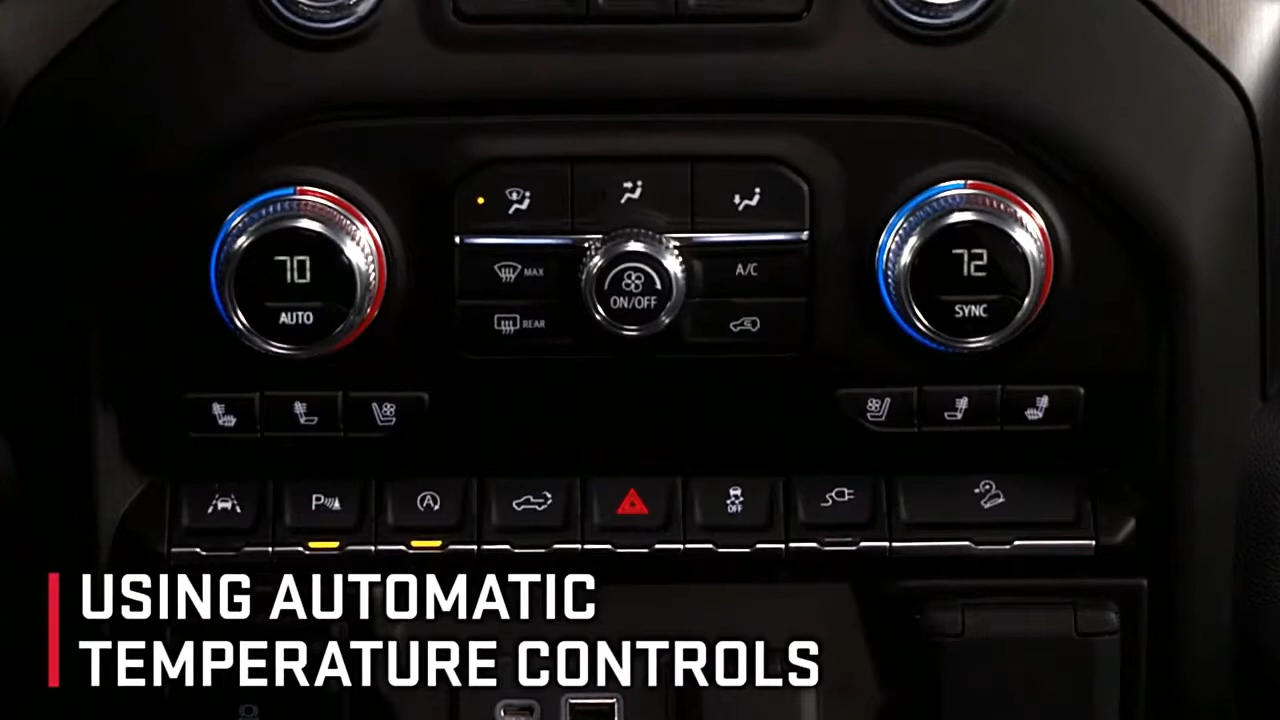 70
AUTO
MAX
REAR
ON/OFF
A/C
72
SYNC
P
A
OFF
USING AUTOMATIC
TEMPERATURE CONTROLS